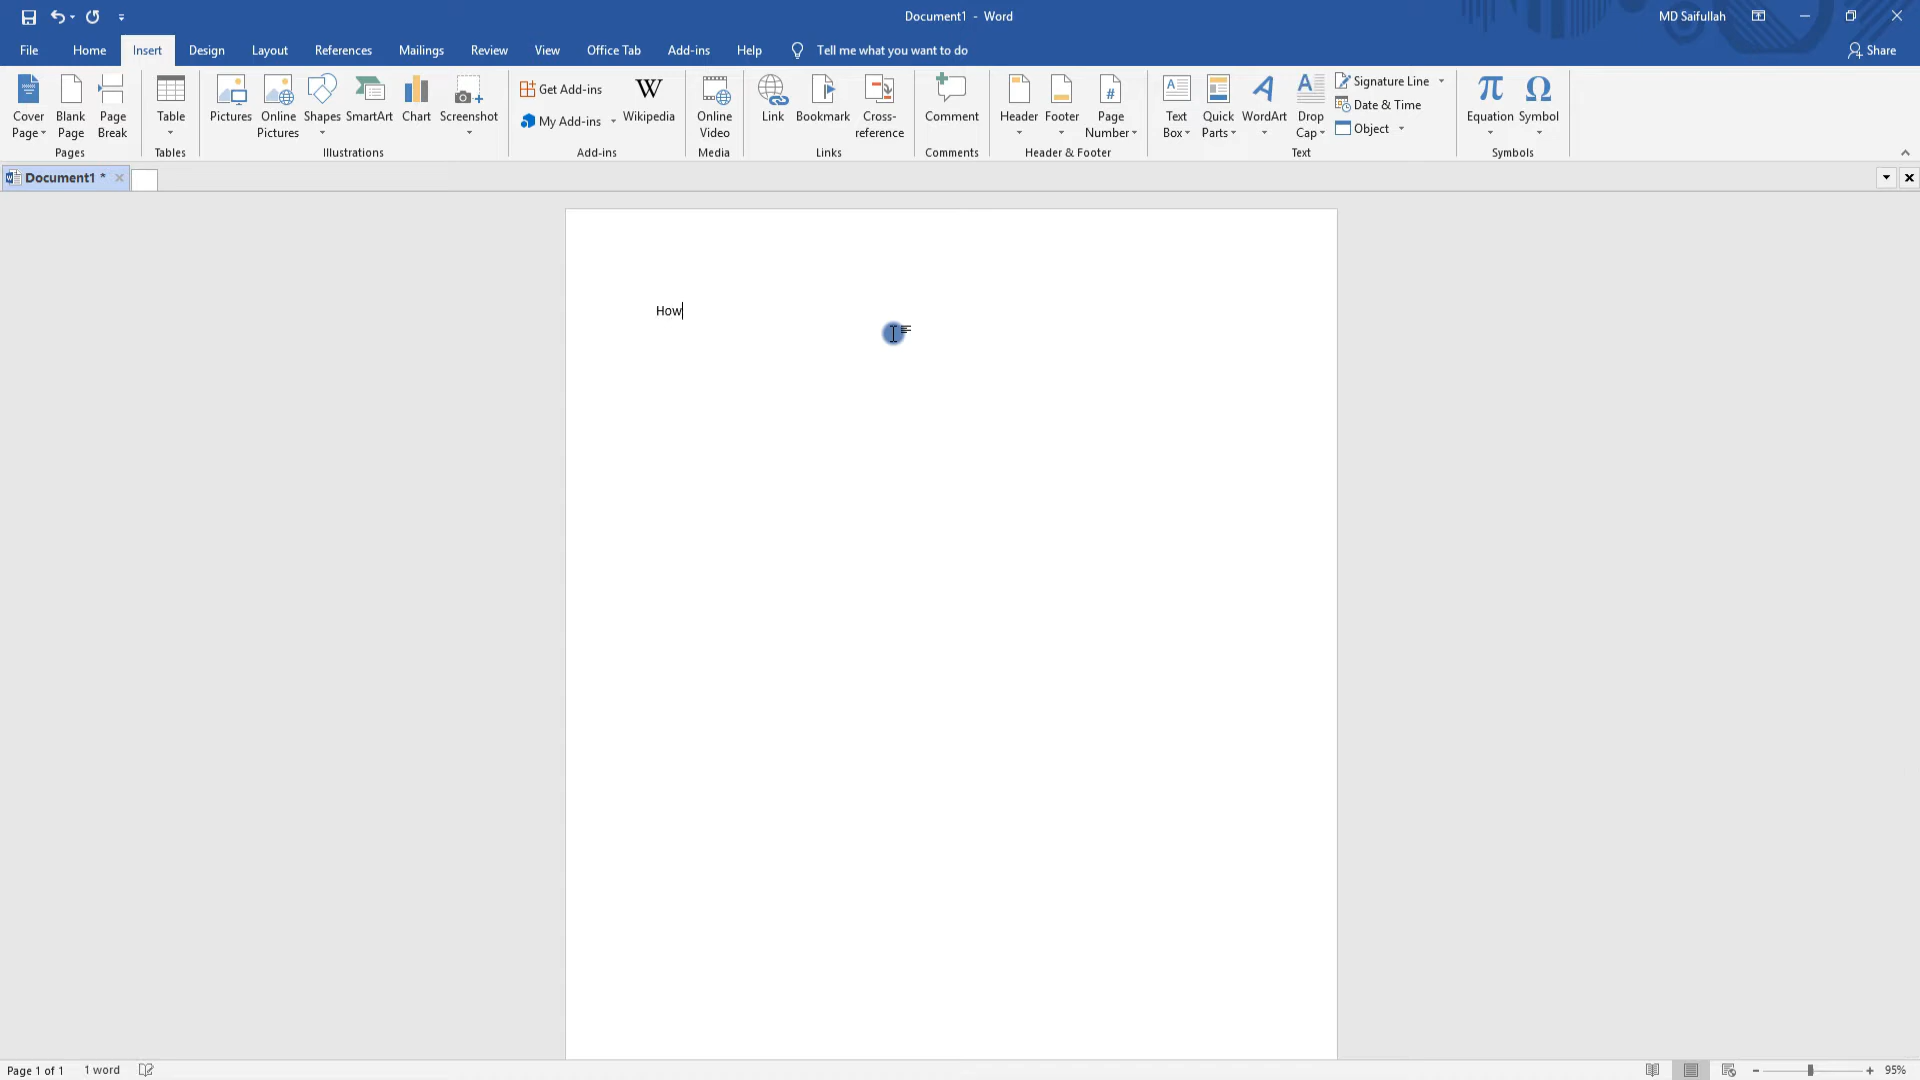 Document1 - Word
MD Saifullah
File Home Insert Design Layout References Mailings Review View Office Tab Add-ins Help Tell me what you want to do Share
Cover Page
Blank Page
Page Break
Pages
Table
Tables
Pictures
Online Pictures
Shapes
SmartArt
Chart
Screenshot
Illustrations
Get Add-ins
My Add-ins
W
Wikipedia
Add-ins
Online Video
Media
Link
Bookmark
Cross-reference
Links
Comment
Comments
Header
Footer
#
Page Number
Header & Footer
A
Text Box
Quick Parts
A
WordArt
A
Drop Cap
Signature Line
Date & Time
Object
Text
π
Equation
Ω
Symbol
Symbols
Document1 *
How
Page 1 of 1 1 word 95%